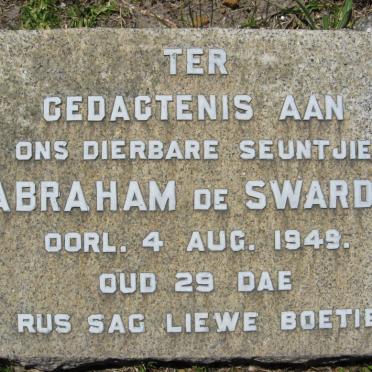 TER
GEDAGTENIS AAN
ONS DIERBARE SEUNTJIE
ABRAHAM DE SWARD
OORL. 4 AUG. 1949.
OUD 29 DAE
RUS SAG LIEWE BOETIE